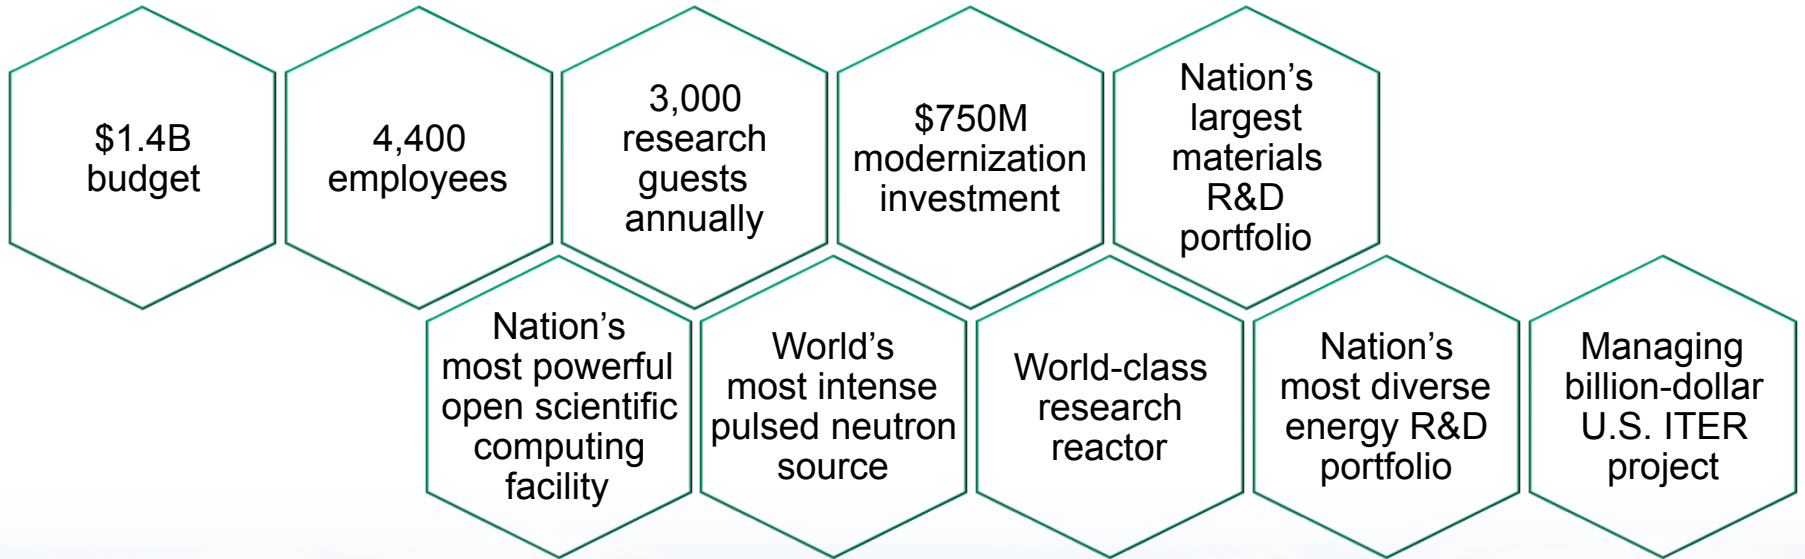 $1.4B
budget
4,400
employees
3,000
research
guests
annually
$750M
modernization
investment
Nation’s
largest
materials
R&D
portfolio
Nation’s
most powerful
open scientific
computing
facility
World’s
most intense
pulsed neutron
source
World-class
research
reactor
Nation’s
most diverse
energy R&D
portfolio
Managing
billion-dollar
U.S. ITER
project